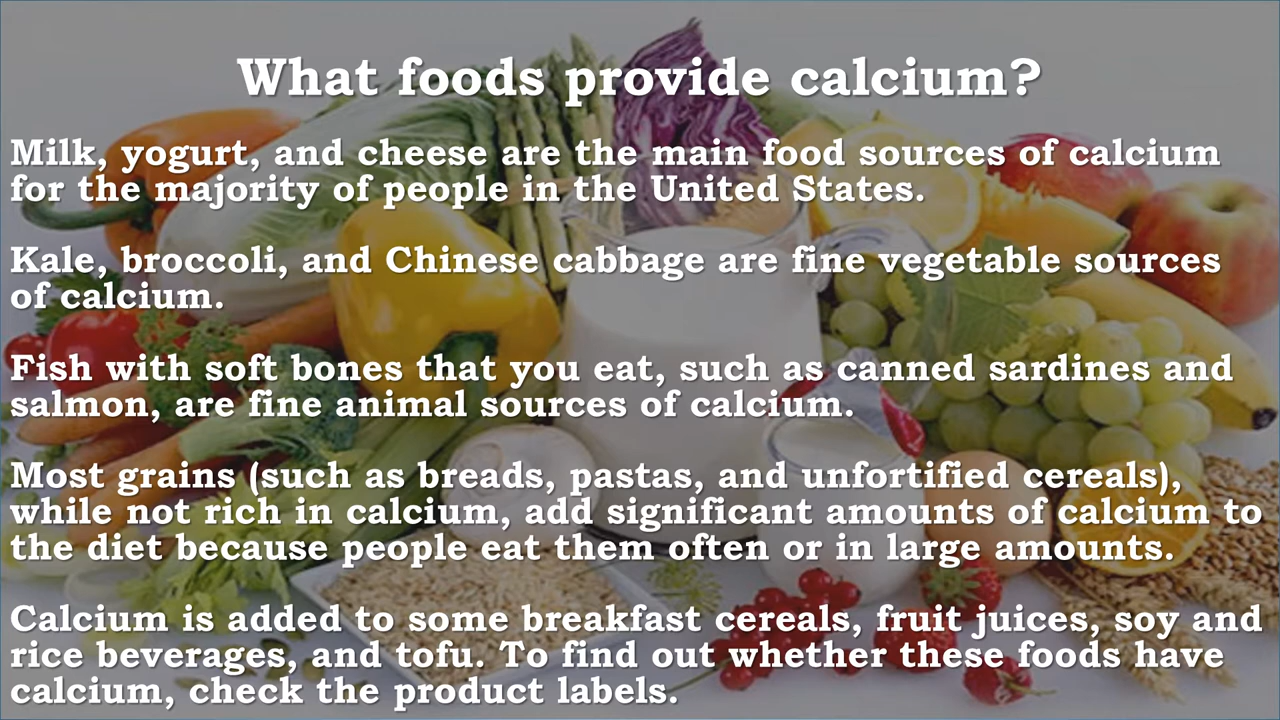 What foods provide calcium?
Milk, yogurt, and cheese are the main food sources of calcium
for the majority of people in the United States.
Kale, broccoli, and Chinese cabbage are fine vegetable sources
of calcium.
Fish with soft bones that you eat, such as canned sardines and
salmon, are fine animal sources of calcium.
Most grains (such as breads, pastas, and unfortified cereals),
while not rich in calcium, add significant amounts of calcium to
the diet because people eat them often or in large amounts.
Calcium is added to some breakfast cereals, fruit juices, soy and
rice beverages, and tofu. To find out whether these foods have
calcium, check the product labels.